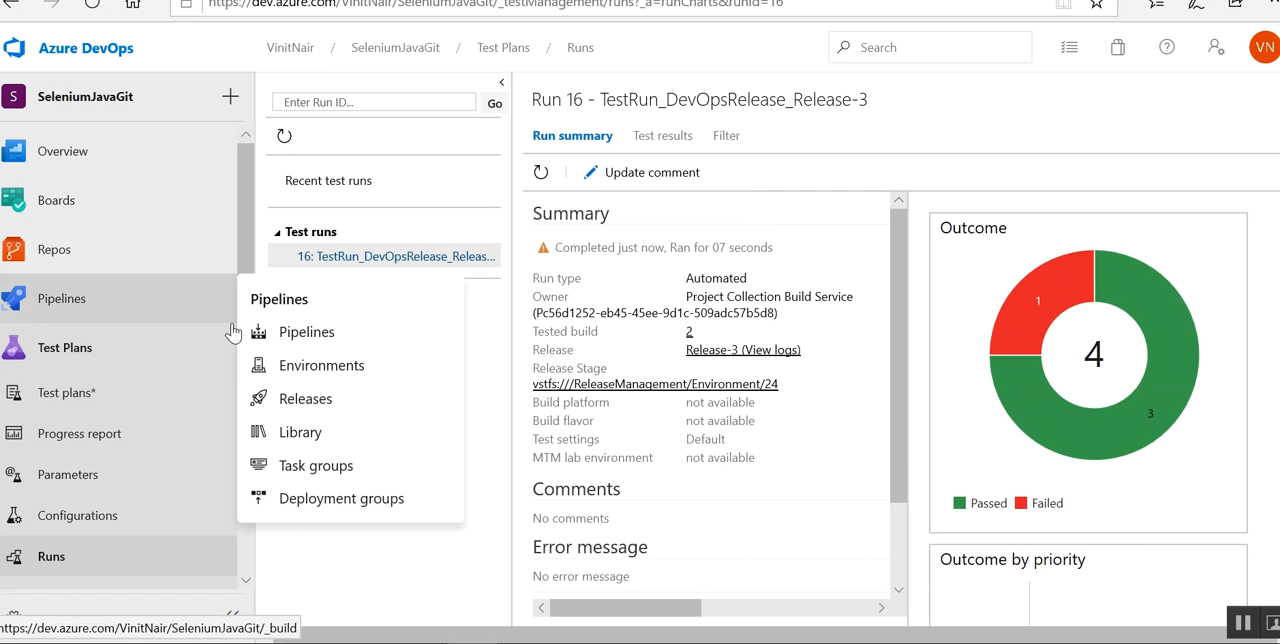 https://dev.azure.com/VinitNair/SeleniumJavaGit/_testManagement/runs?_a=runCharts&runId=16
Azure DevOps
VinitNair / SeleniumJavaGit / Test Plans / Runs
Search
VN
S SeleniumJavaGit
Overview
Boards
Repos
Pipelines
Test Plans
Test plans*
Progress report
Parameters
Configurations
Runs
https://dev.azure.com/VinitNair/SeleniumJavaGit/_build
Pipelines
Pipelines
Environments
Releases
Library
Task groups
Deployment groups
Enter Run ID... Go
Recent test runs
Test runs
16: TestRun_DevOpsRelease_Releas...
Run 16 - TestRun_DevOpsRelease_Release-3
Run summary Test results Filter
Update comment
Summary
Completed just now, Ran for 07 seconds
Run type Automated
Owner Project Collection Build Service
(Pc56d1252-eb45-45ee-9d1c-509adc57b5d8)
Tested build 2
Release Release-3 (View logs)
Release Stage
vstfs:///ReleaseManagement/Environment/24
Build platform not available
Build flavor not available
Test settings Default
MTM lab environment not available
Comments
No comments
Error message
No error message
Outcome
1
4
3
Passed Failed
Outcome by priority